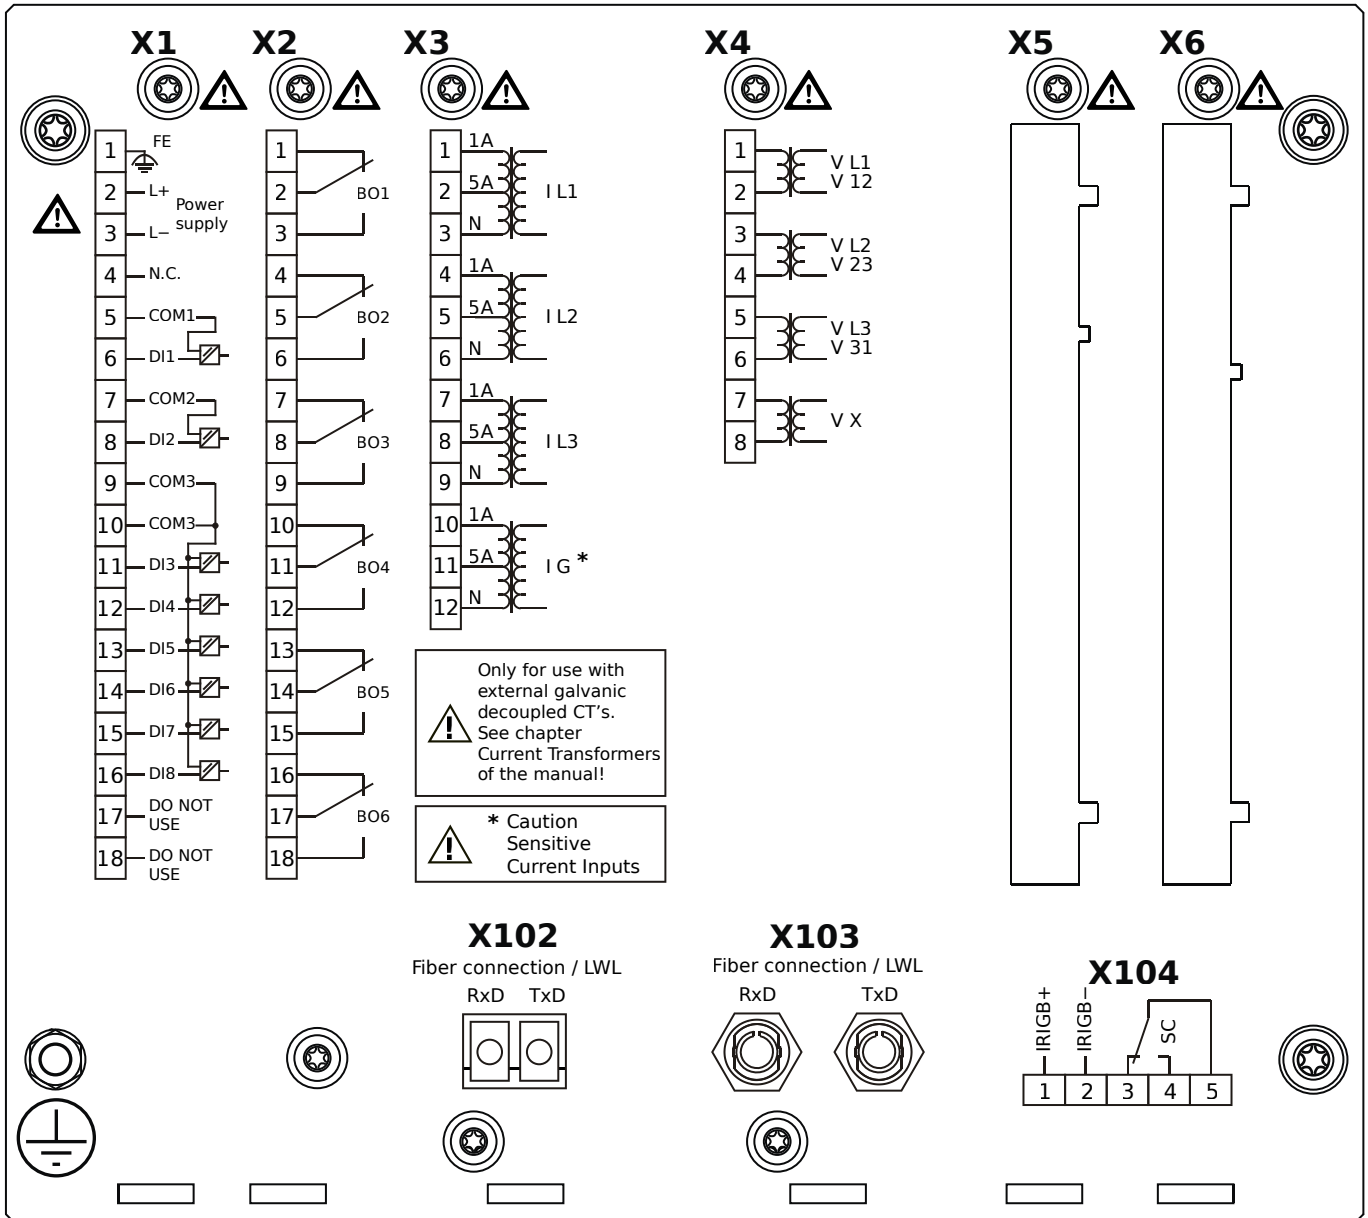 X1
X2
X3
X4
X5
X6
1 FE
2 L+
Power
supply
3 L−
4 N.C.
5 COM1
6 DI1
7 COM2
8 DI2
9 COM3
10 COM3
11 DI3
12 DI4
13 DI5
14 DI6
15 DI7
16 DI8
17 DO NOT
USE
18 DO NOT
USE
1
2 BO1
3
4
5 BO2
6
7
8 BO3
9
10
11 BO4
12
13
14 BO5
15
16
17 BO6
18
1 1A
2 5A I L1
3 N
4 1A
5 5A I L2
6 N
7 1A
8 5A I L3
9 N
10 1A
11 5A I G *
12 N
Only for use with
external galvanic
decoupled CT's.
See chapter
Current Transformers
of the manual!
* Caution
Sensitive
Current Inputs
1 V L1
2 V 12
3 V L2
4 V 23
5 V L3
6 V 31
7 V X
8
X102
Fiber connection / LWL
RxD TxD
X103
Fiber connection / LWL
RxD TxD
X104
IRIGB+
IRIGB−
SC
1 2 3 4 5